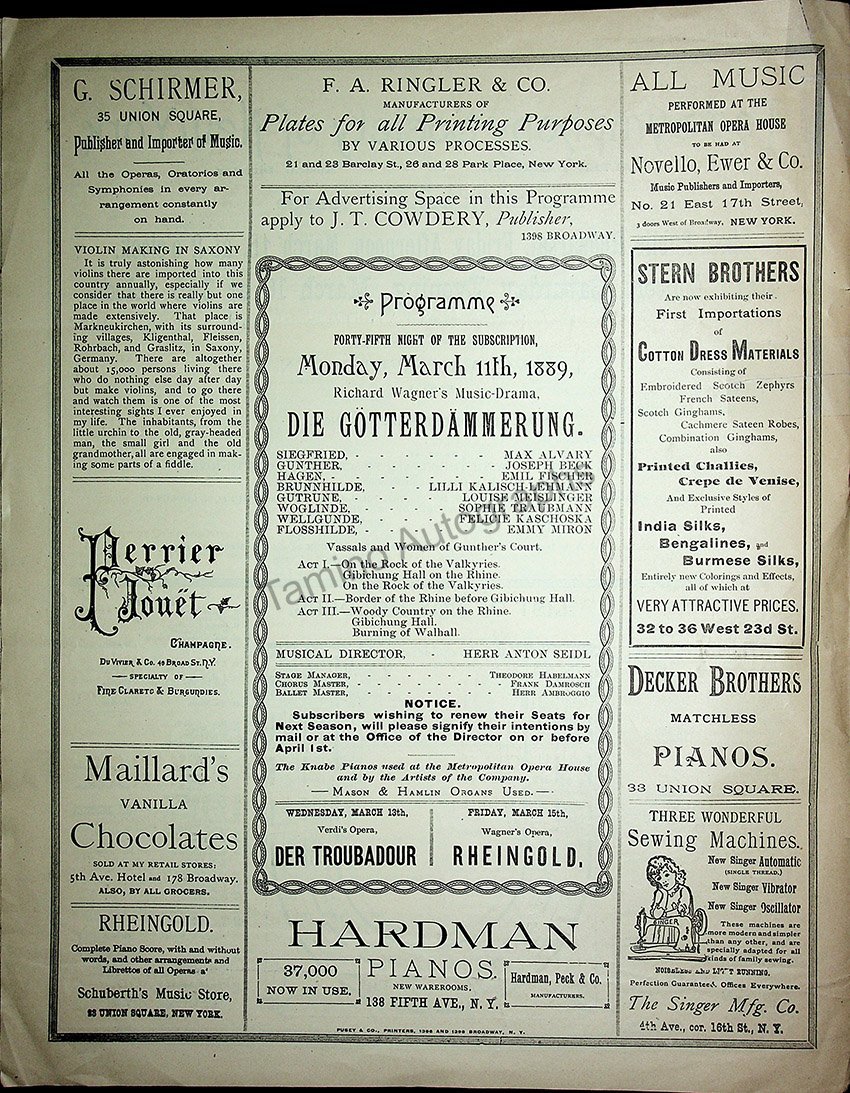 G. SCHIRMER,
35 UNION SQUARE,
Publisher and Importer of Music.
All the Operas, Oratorios and
Symphonies in every ar-
rangement constantly
on hand.
VIOLIN MAKING IN SAXONY
It is truly astonishing how many
violins there are imported into this
country annually, especially if we
consider that there is really but one
place in the world where violins are
made extensively. That place is
Markneukirchen, with its surround-
ing villages, Kligenthal, Fleissen,
Rohrbach, and Graslitz, in Saxony,
Germany. There are altogether
about 15,000 persons living there
who do nothing else day after day
but make violins, and to go there
and watch them is one of the most
interesting sights I ever enjoyed in
my life. The inhabitants, from the
little urchin to the old, gray-headed
man, the small girl and the old
grandmother, all are engaged in mak-
ing some parts of a fiddle.
Perrier
Jouët
CHAMPAGNE.
DU VIVIER & CO. 49 BROAD ST. N.Y.
SPECIALTY OF
FINE CLARETS & BURGUNDIES.
Maillard's
VANILLA
Chocolates
SOLD AT MY RETAIL STORES:
5th Ave. Hotel and 178 Broadway.
ALSO, BY ALL GROCERS.
RHEINGOLD.
Complete Piano Score, with and without
words, and other arrangements and
Librettos of all Operas a'
Schuberth's Music Store,
23 UNION SQUARE, NEW YORK.
F. A. RINGLER & CO.
MANUFACTURERS OF
Plates for all Printing Purposes
BY VARIOUS PROCESSES.
21 and 23 Barclay St., 26 and 28 Park Place, New York.
For Advertising Space in this Programme
apply to J. T. COWDERY, Publisher,
1398 BROADWAY.
Programme
FORTY-FIFTH NIGHT OF THE SUBSCRIPTION,
Monday, March 11th, 1889,
Richard Wagner's Music-Drama,
DIE GÖTTERDÄMMERUNG.
SIEGFRIED, - - - - - - MAX ALVARY
GUNTHER, - - - - - - JOSEPH BECK
HAGEN, - - - - - - EMIL FISCHER
BRUNNHILDE, - - LILLI KALISCH-LEHMANN
GUTRUNE, - - - - LOUISE MEISLINGER
WOGLINDE, - - - - SOPHIE TRAUBMANN
WELLGUNDE, - - - - FELICIE KASCHOSKA
FLOSSHILDE, - - - - - EMMY MIRON
Vassals and Women of Gunther's Court.
ACT I.—On the Rock of the Valkyries.
Gibichung Hall on the Rhine.
On the Rock of the Valkyries.
ACT II.—Border of the Rhine before Gibichung Hall.
ACT III.—Woody Country on the Rhine.
Gibichung Hall.
Burning of Walhall.
MUSICAL DIRECTOR, - HERR ANTON SEIDL
STAGE MANAGER, - - - - THEODORE HABELMANN
CHORUS MASTER, - - - - FRANK DAMROSCH
BALLET MASTER, - - - - HERR AMBROGGIO
NOTICE.
Subscribers wishing to renew their Seats for
Next Season, will please signify their intentions by
mail or at the Office of the Director on or before
April 1st.
The Knabe Pianos used at the Metropolitan Opera House
and by the Artists of the Company.
— MASON & HAMLIN ORGANS USED. —
WEDNESDAY, MARCH 13th,
Verdi's Opera,
DER TROUBADOUR
FRIDAY, MARCH 15th,
Wagner's Opera,
RHEINGOLD.
Tamino Autographs
HARDMAN
37,000
NOW IN USE.
PIANOS.
NEW WAREROOMS.
138 FIFTH AVE., N.Y.
Hardman, Peck & Co.
MANUFACTURERS.
PUSEY & CO., PRINTERS, 1396 AND 1398 BROADWAY, N. Y.
ALL MUSIC
PERFORMED AT THE
METROPOLITAN OPERA HOUSE
TO BE HAD AT
Novello, Ewer & Co.
Music Publishers and Importers,
No. 21 East 17th Street,
3 doors West of Broadway, NEW YORK.
STERN BROTHERS
Are now exhibiting their
First Importations
of
COTTON DRESS MATERIALS
Consisting of
Embroidered Scotch Zephyrs
French Sateens,
Scotch Ginghams,
Cachmere Sateen Robes,
Combination Ginghams,
also
Printed Challies,
Crepe de Venise,
And Exclusive Styles of
Printed
India Silks,
Bengalines, and
Burmese Silks,
Entirely new Colorings and Effects,
all of which at
VERY ATTRACTIVE PRICES.
32 to 36 West 23d St.
DECKER BROTHERS
MATCHLESS
PIANOS.
33 UNION SQUARE.
THREE WONDERFUL
Sewing Machines.
New Singer Automatic
(SINGLE THREAD.)
New Singer Vibrator
New Singer Oscillator
SINGER
These machines are
more modern and simpler
than any other, and are
specially adapted for all
kinds of family sewing.
NOISELESS AND LIGHT RUNNING.
Perfection Guaranteed, Offices Everywhere.
The Singer Mfg. Co.
4th Ave., cor. 16th St., N. Y.